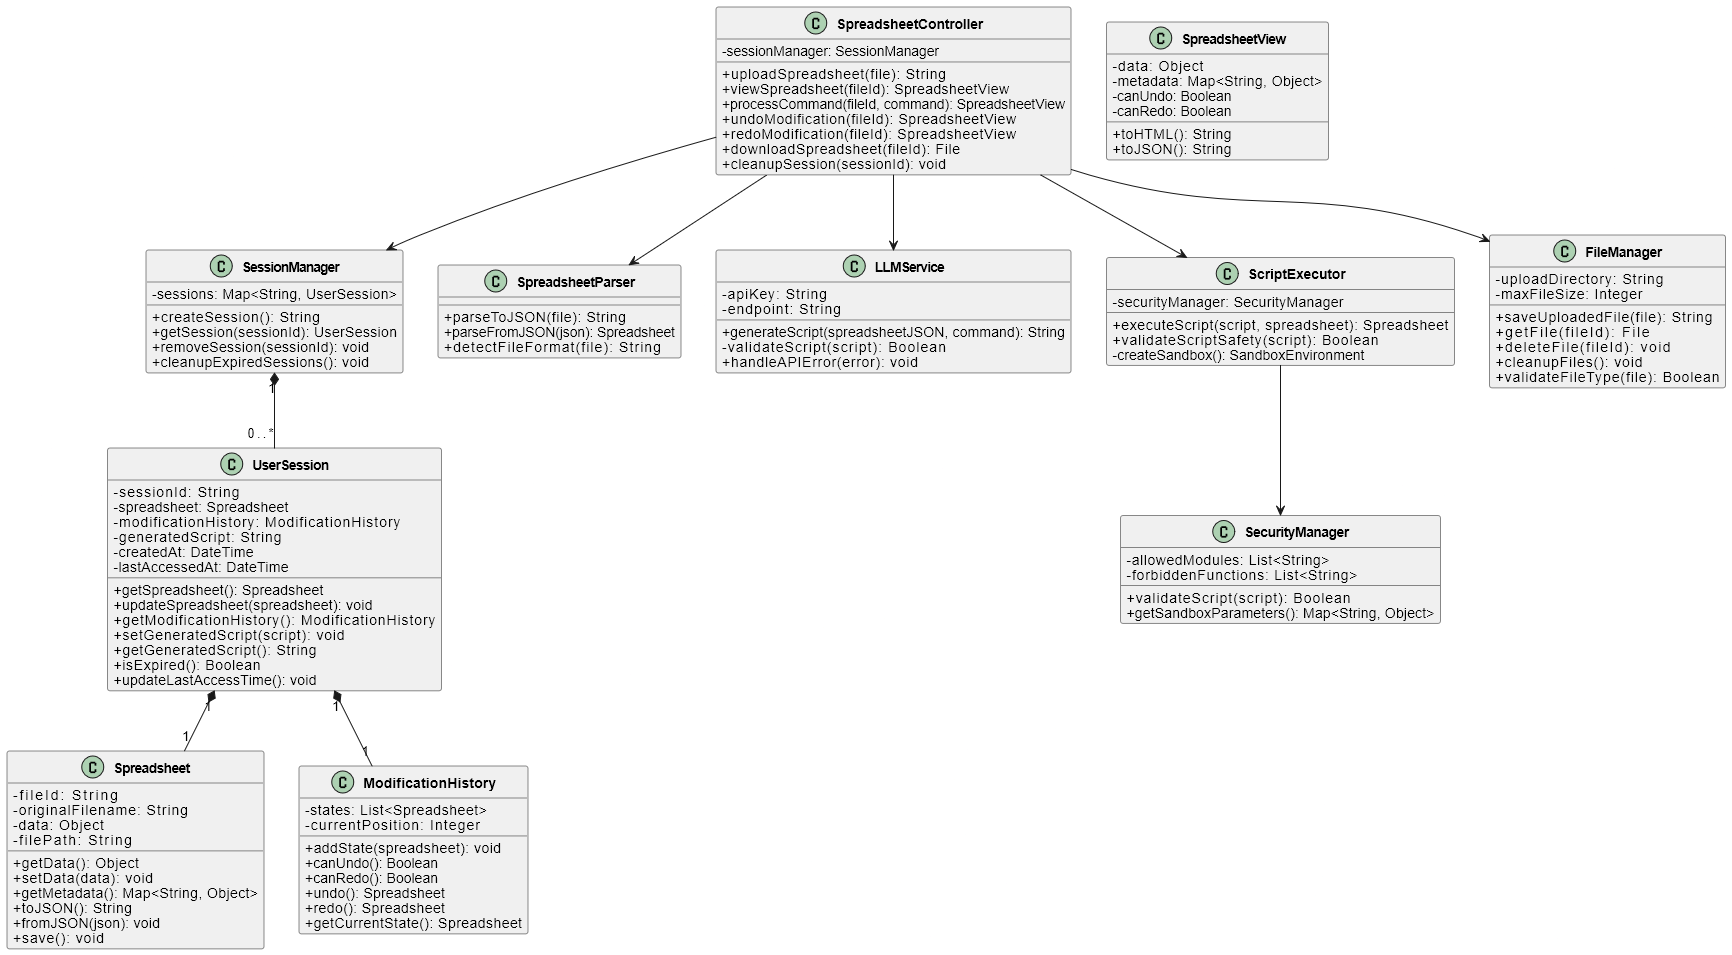 C SpreadsheetController
-sessionManager: SessionManager
+uploadSpreadsheet(file): String
+viewSpreadsheet(fileId): SpreadsheetView
+processCommand(fileId, command): SpreadsheetView
+undoModification(fileId): SpreadsheetView
+redoModification(fileId): SpreadsheetView
+downloadSpreadsheet(fileId): File
+cleanupSession(sessionId): void
C SpreadsheetView
-data: Object
-metadata: Map<String, Object>
-canUndo: Boolean
-canRedo: Boolean
+toHTML(): String
+toJSON(): String
C SessionManager
-sessions: Map<String, UserSession>
+createSession(): String
+getSession(sessionId): UserSession
+removeSession(sessionId): void
+cleanupExpiredSessions(): void
C SpreadsheetParser
+parseToJSON(file): String
+parseFromJSON(json): Spreadsheet
+detectFileFormat(file): String
C LLMService
-apiKey: String
-endpoint: String
+generateScript(spreadsheetJSON, command): String
-validateScript(script): Boolean
+handleAPIError(error): void
C ScriptExecutor
-securityManager: SecurityManager
+executeScript(script, spreadsheet): Spreadsheet
+validateScriptSafety(script): Boolean
-createSandbox(): SandboxEnvironment
C FileManager
-uploadDirectory: String
-maxFileSize: Integer
+saveUploadedFile(file): String
+getFile(fileId): File
+deleteFile(fileId): void
+cleanupFiles(): void
+validateFileType(file): Boolean
1
0..*
C UserSession
-sessionId: String
-spreadsheet: Spreadsheet
-modificationHistory: ModificationHistory
-generatedScript: String
-createdAt: DateTime
-lastAccessedAt: DateTime
+getSpreadsheet(): Spreadsheet
+updateSpreadsheet(spreadsheet): void
+getModificationHistory(): ModificationHistory
+setGeneratedScript(script): void
+getGeneratedScript(): String
+isExpired(): Boolean
+updateLastAccessTime(): void
C SecurityManager
-allowedModules: List<String>
-forbiddenFunctions: List<String>
+validateScript(script): Boolean
+getSandboxParameters(): Map<String, Object>
1
1
1
1
C Spreadsheet
-fileId: String
-originalFilename: String
-data: Object
-filePath: String
+getData(): Object
+setData(data): void
+getMetadata(): Map<String, Object>
+toJSON(): String
+fromJSON(json): void
+save(): void
C ModificationHistory
-states: List<Spreadsheet>
-currentPosition: Integer
+addState(spreadsheet): void
+canUndo(): Boolean
+canRedo(): Boolean
+undo(): Spreadsheet
+redo(): Spreadsheet
+getCurrentState(): Spreadsheet